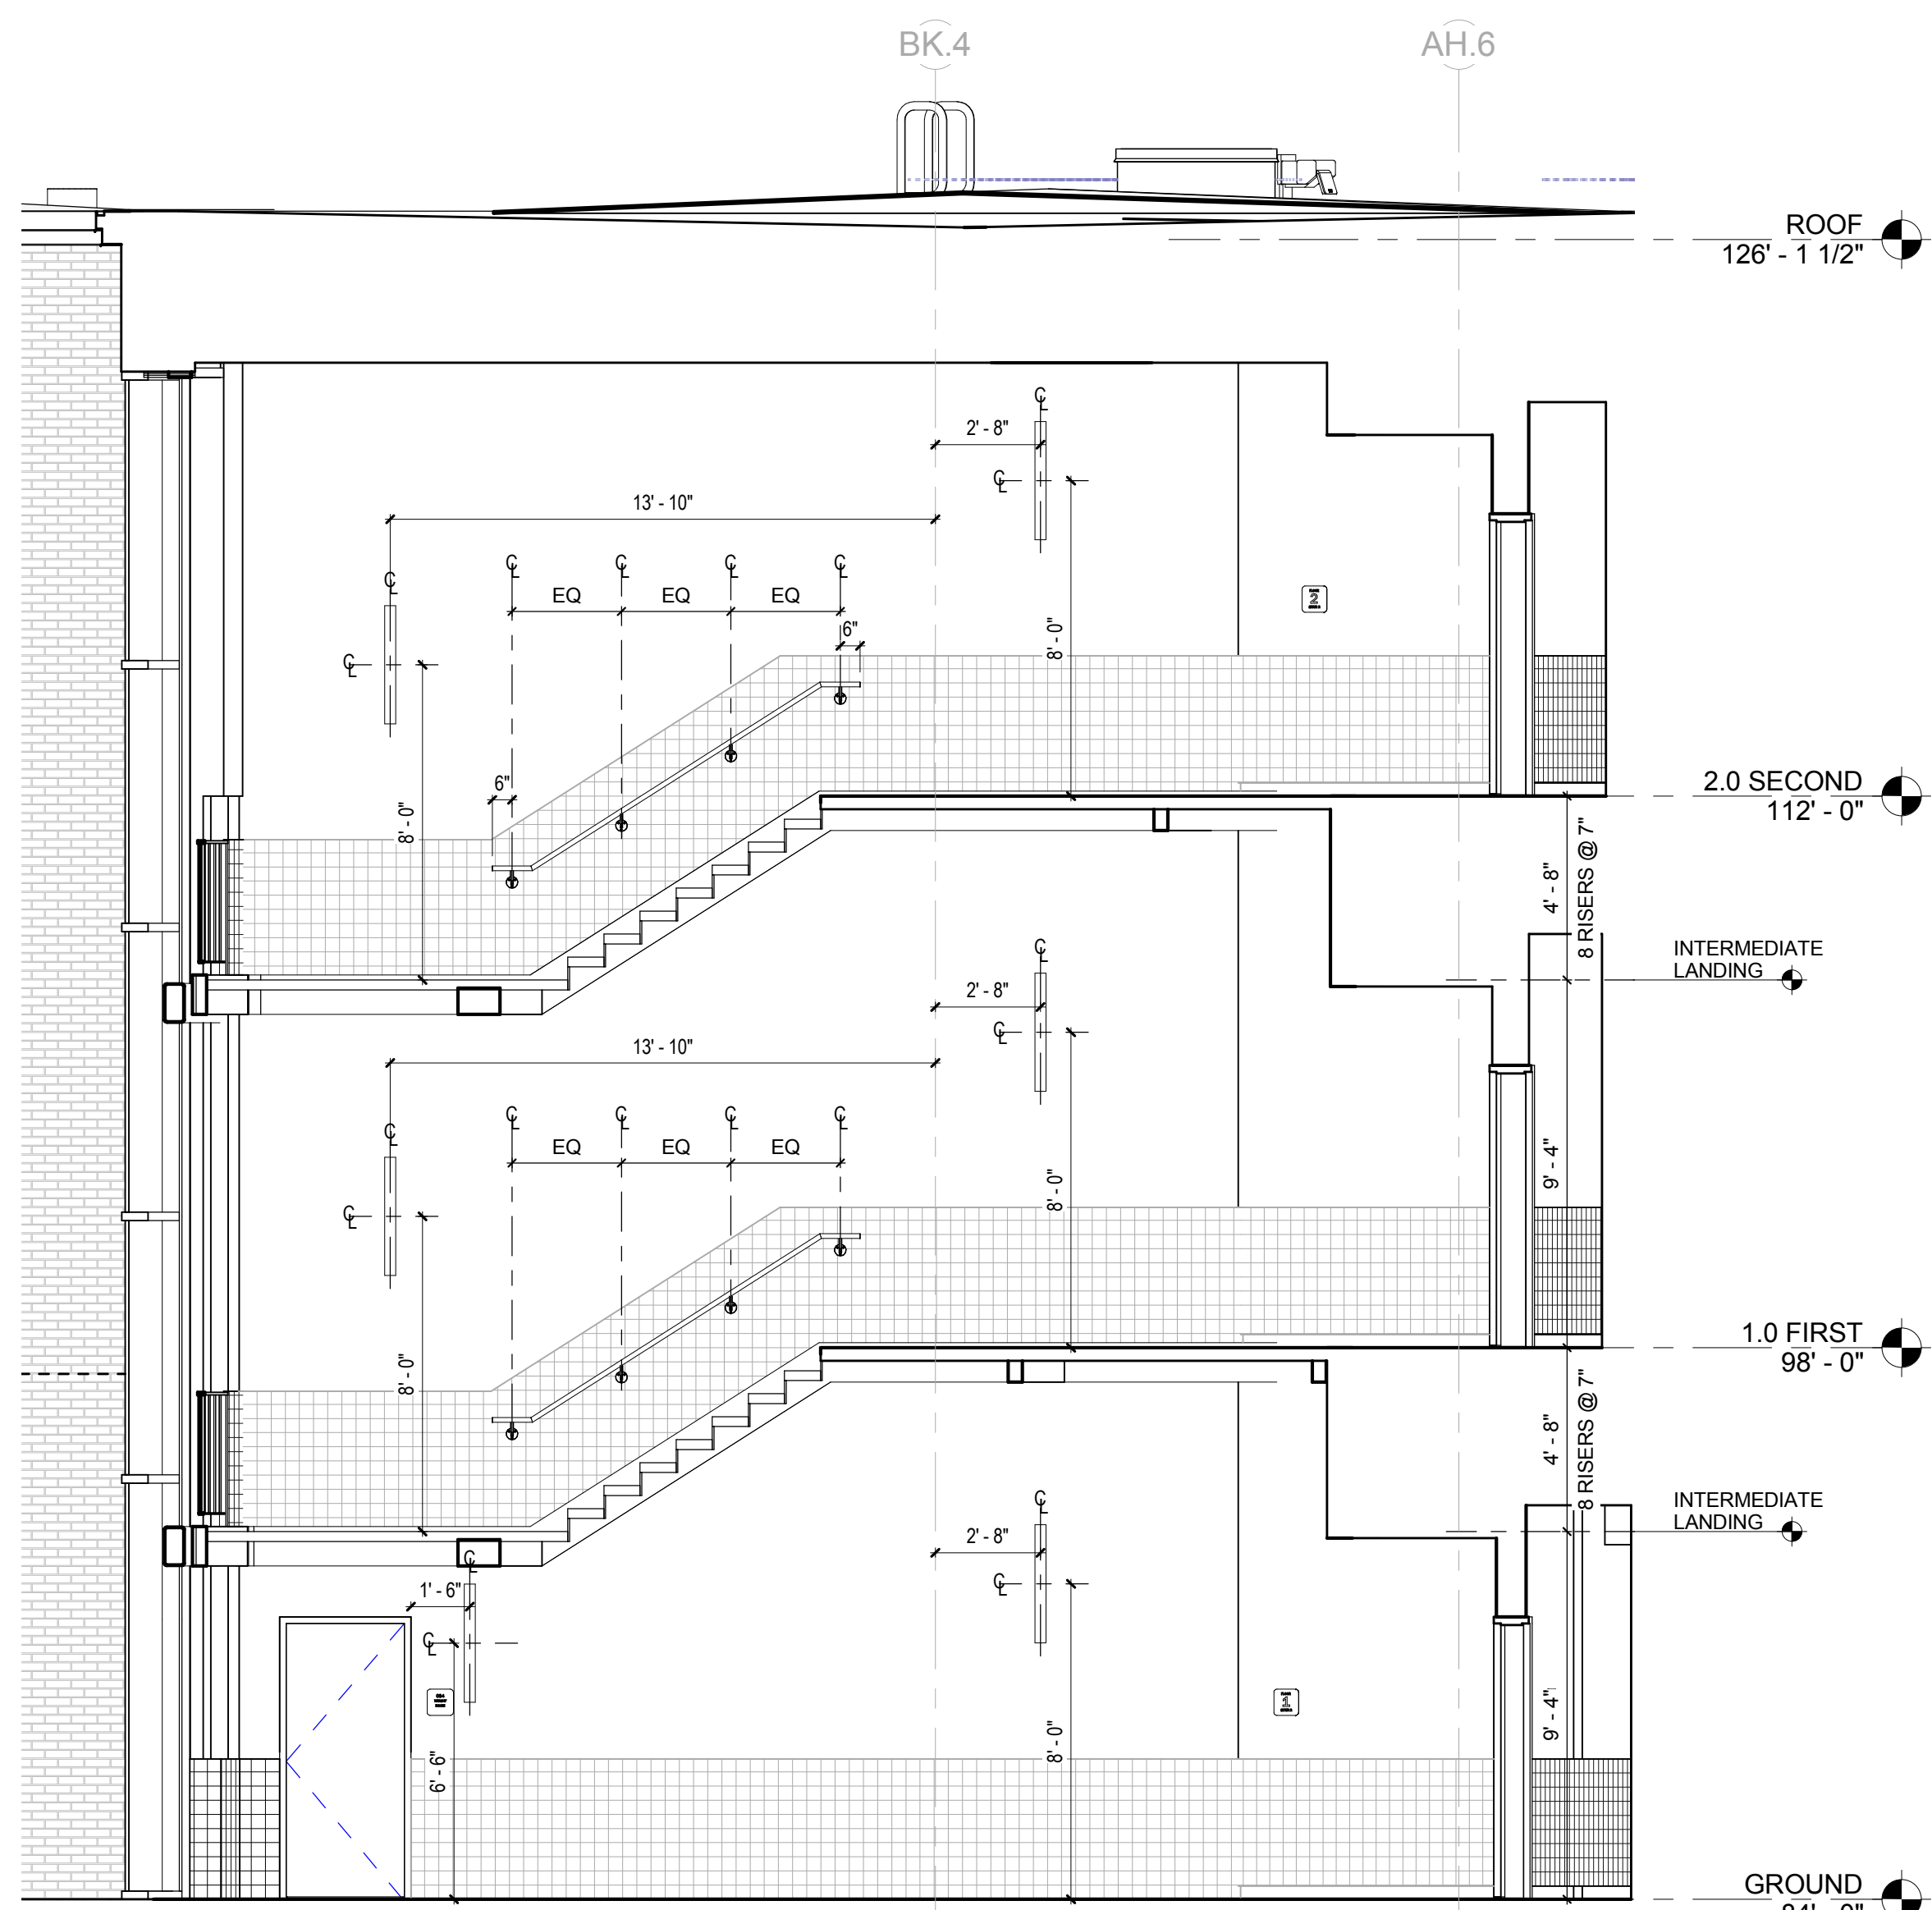 BK.4
AH.6
ROOF
126' - 1 1/2"
℄
2' - 8"
℄
13' - 10"
℄
℄
℄
℄
℄
EQ
EQ
EQ
2
6"
8' - 0"
℄
6"
8' - 0"
2.0 SECOND
112' - 0"
4' - 8"
8 RISERS @ 7"
INTERMEDIATE
LANDING
℄
2' - 8"
℄
13' - 10"
℄
℄
℄
℄
℄
EQ
EQ
EQ
9' - 4"
8' - 0"
℄
8' - 0"
1.0 FIRST
98' - 0"
4' - 8"
8 RISERS @ 7"
INTERMEDIATE
LANDING
℄
2' - 8"
℄
℄
1' - 6"
℄
1
9' - 4"
6' - 6"
8' - 0"
GROUND